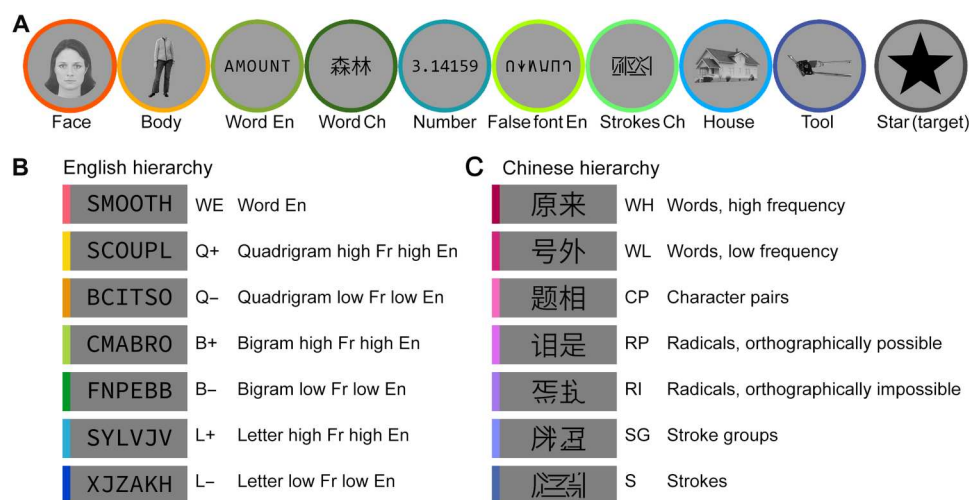 A
AMOUNT
森林
3.14159
Face
Body
Word En
Word Ch
Number
False font En
Strokes Ch
House
Tool
Star (target)
B English hierarchy
SMOOTH WE Word En
SCOUPL Q+ Quadrigram high Fr high En
BCITSO Q– Quadrigram low Fr low En
CMABRO B+ Bigram high Fr high En
FNPEBB B– Bigram low Fr low En
SYLVJV L+ Letter high Fr high En
XJZAKH L– Letter low Fr low En
C Chinese hierarchy
原来 WH Words, high frequency
号外 WL Words, low frequency
题相 CP Character pairs
是 RP Radicals, orthographically possible
RI Radicals, orthographically impossible
SG Stroke groups
S Strokes